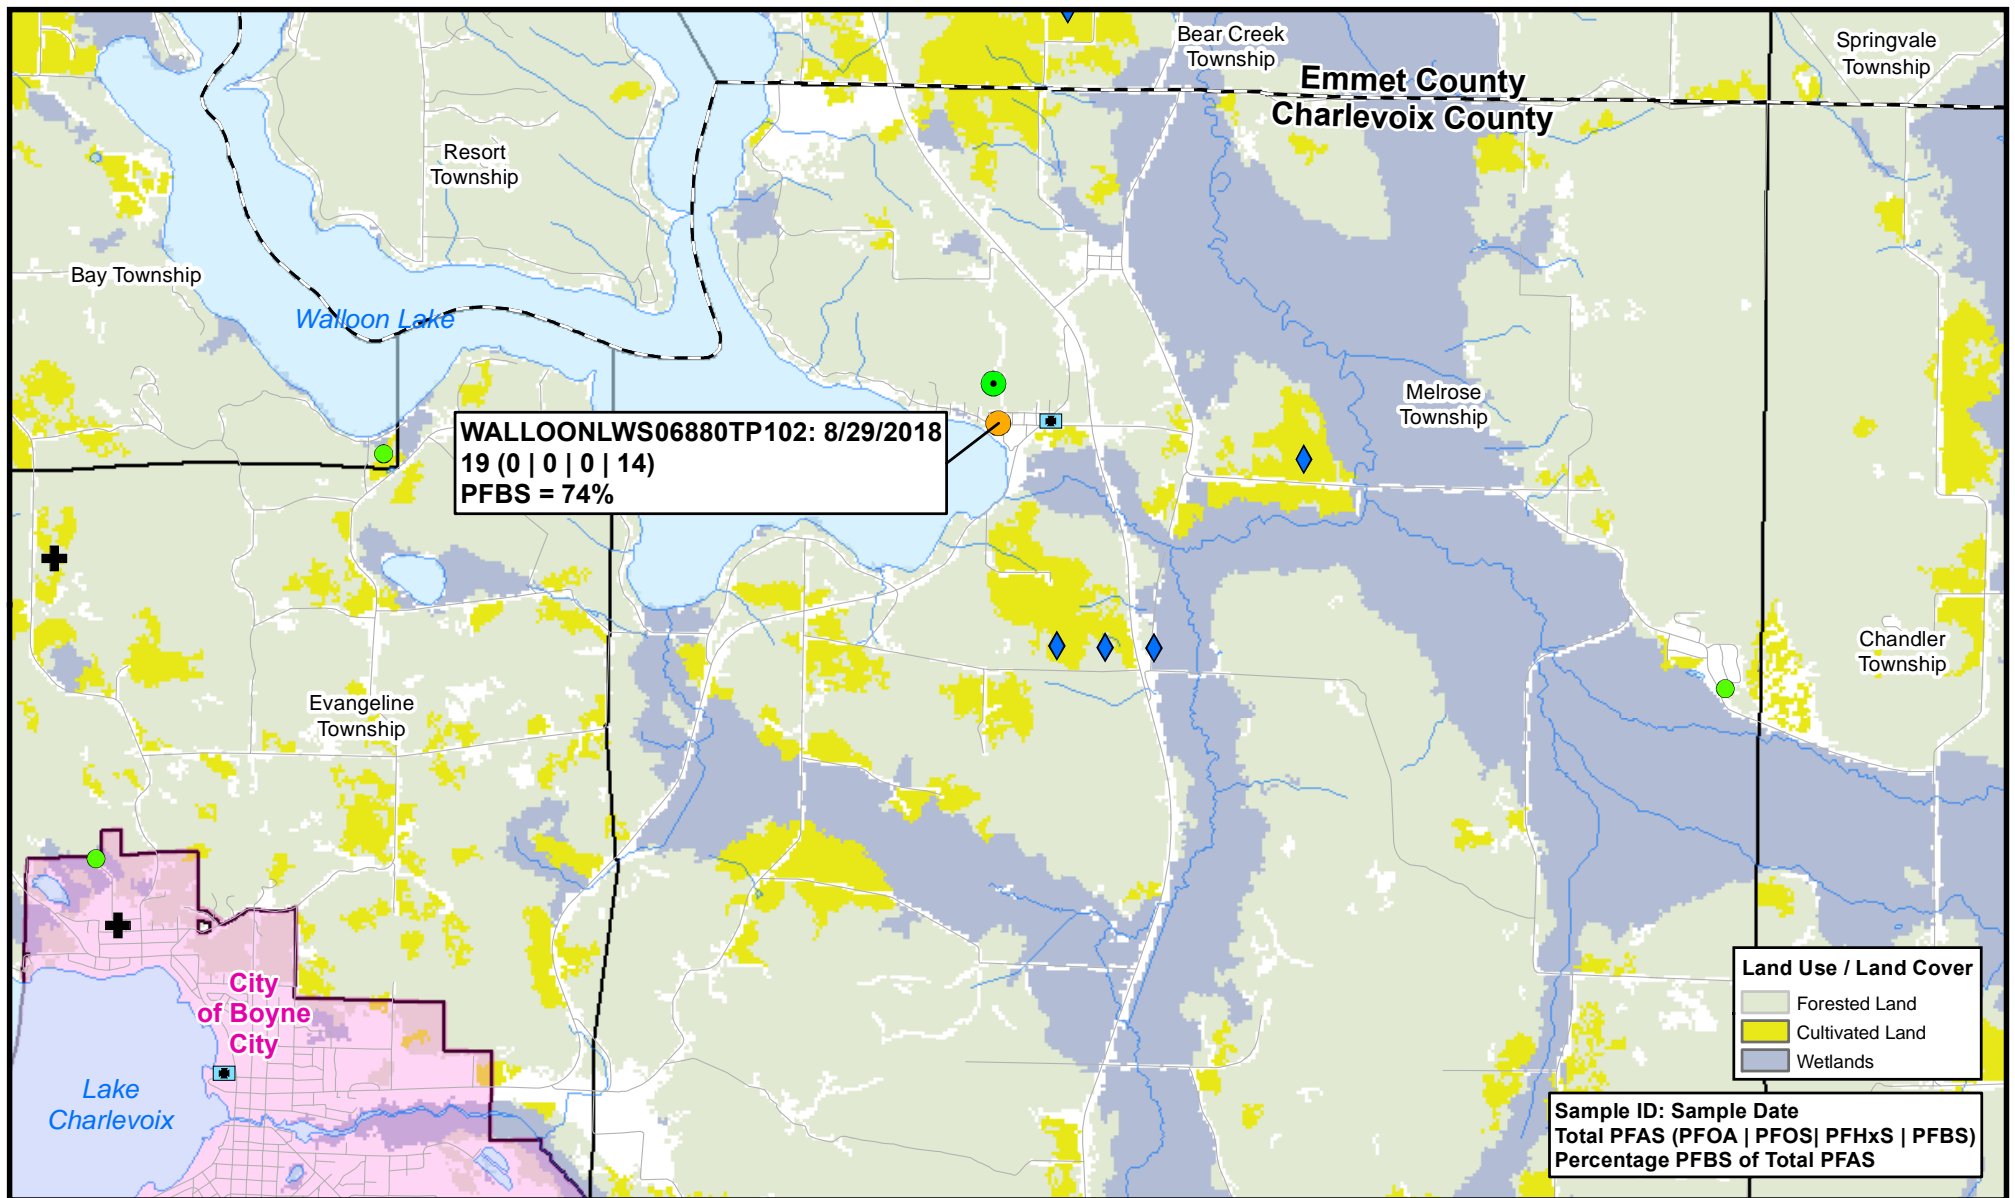 Bear Creek
Township
Springvale
Township
Emmet County
Charlevoix County
Resort
Township
Bay Township
Walloon Lake
Melrose
Township
WALLOONLWS06880TP102: 8/29/2018
19 (0 | 0 | 0 | 14)
PFBS = 74%
Chandler
Township
Evangeline
Township
City
of Boyne
City
Lake
Charlevoix
Land Use / Land Cover
Forested Land
Cultivated Land
Wetlands
Sample ID: Sample Date
Total PFAS (PFOA | PFOS| PFHxS | PFBS)
Percentage PFBS of Total PFAS